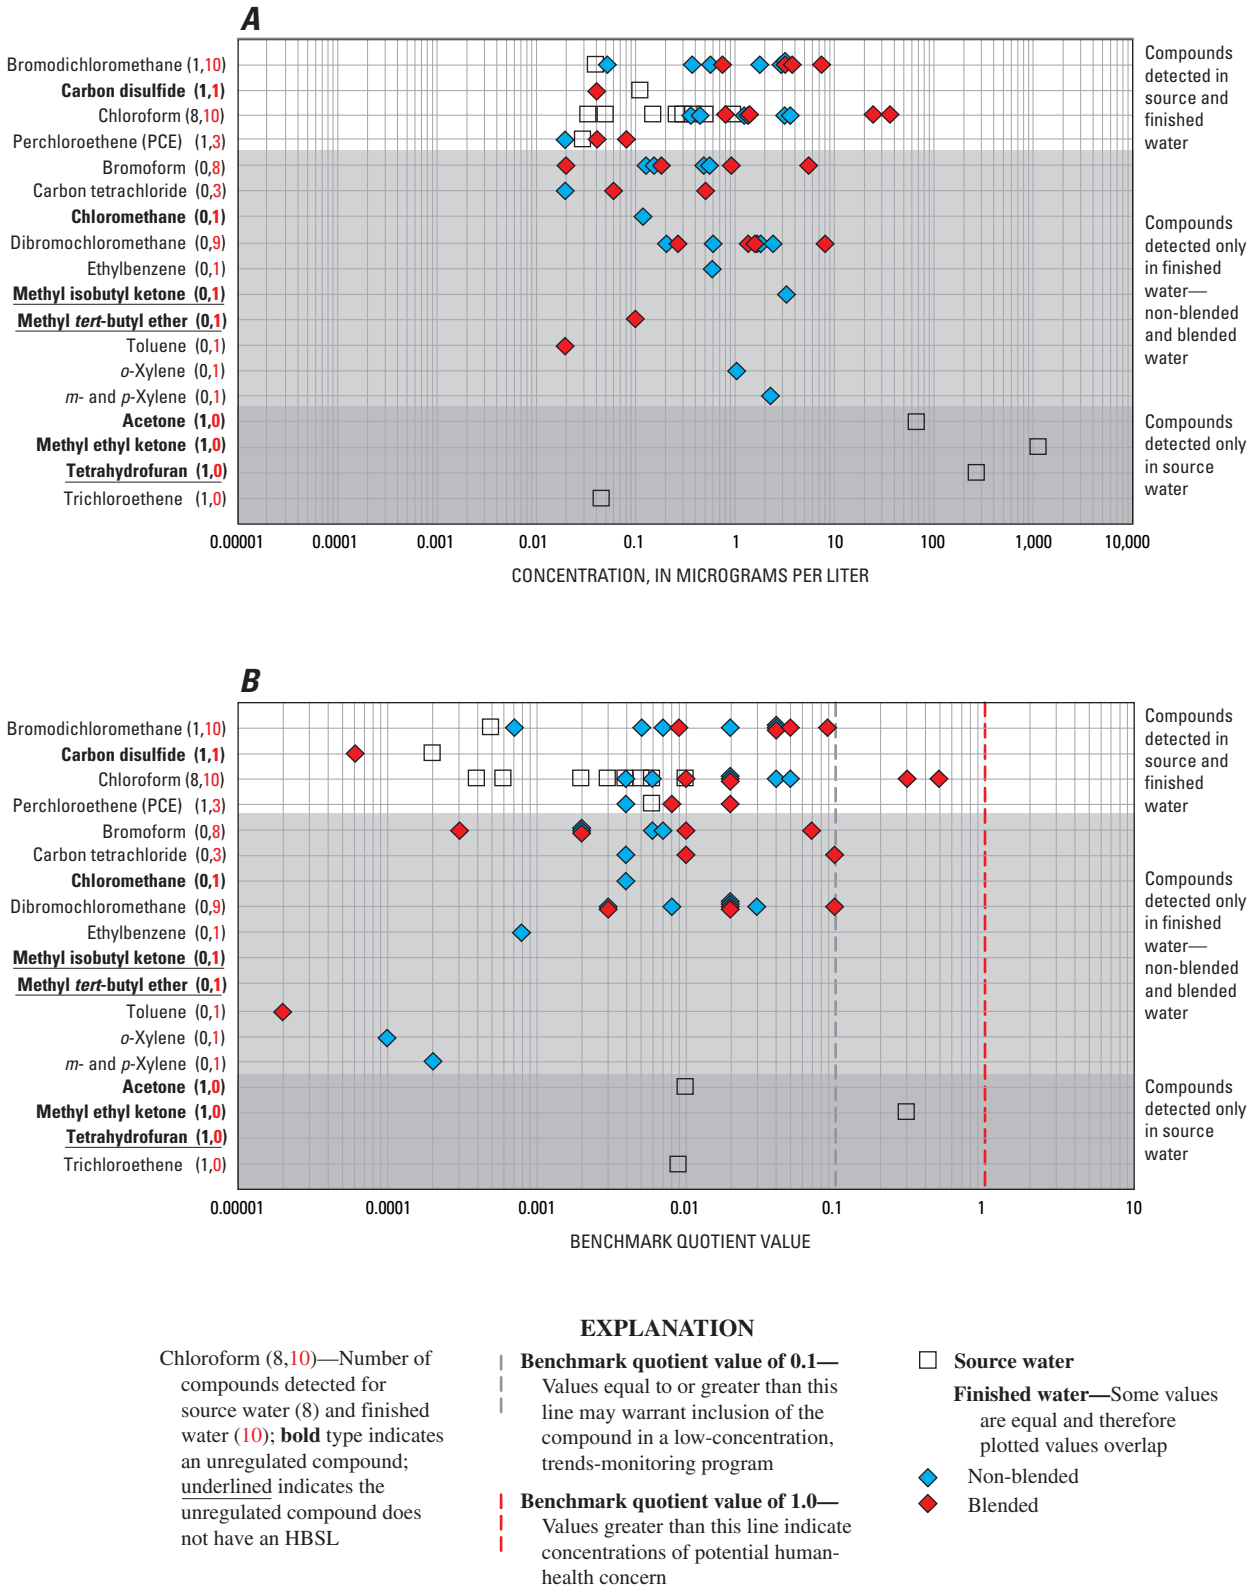 A
Bromodichloromethane (1,10)
Carbon disulfide (1,1)
Chloroform (8,10)
Perchloroethene (PCE) (1,3)
Bromoform (0,8)
Carbon tetrachloride (0,3)
Chloromethane (0,1)
Dibromochloromethane (0,9)
Ethylbenzene (0,1)
Methyl isobutyl ketone (0,1)
Methyl tert-butyl ether (0,1)
Toluene (0,1)
o-Xylene (0,1)
m- and p-Xylene (0,1)
Acetone (1,0)
Methyl ethyl ketone (1,0)
Tetrahydrofuran (1,0)
Trichloroethene (1,0)
Compounds
detected in
source and
finished
water
Compounds
detected only
in finished
water—
non-blended
and blended
water
Compounds
detected only
in source
water
0.00001 0.0001 0.001 0.01 0.1 1 10 100 1,000 10,000
CONCENTRATION, IN MICROGRAMS PER LITER
B
Bromodichloromethane (1,10)
Carbon disulfide (1,1)
Chloroform (8,10)
Perchloroethene (PCE) (1,3)
Bromoform (0,8)
Carbon tetrachloride (0,3)
Chloromethane (0,1)
Dibromochloromethane (0,9)
Ethylbenzene (0,1)
Methyl isobutyl ketone (0,1)
Methyl tert-butyl ether (0,1)
Toluene (0,1)
o-Xylene (0,1)
m- and p-Xylene (0,1)
Acetone (1,0)
Methyl ethyl ketone (1,0)
Tetrahydrofuran (1,0)
Trichloroethene (1,0)
Compounds
detected in
source and
finished
water
Compounds
detected only
in finished
water—
non-blended
and blended
water
Compounds
detected only
in source
water
0.00001 0.0001 0.001 0.01 0.1 1 10
BENCHMARK QUOTIENT VALUE
EXPLANATION
Chloroform (8,10)—Number of
compounds detected for
source water (8) and finished
water (10); bold type indicates
an unregulated compound;
underlined indicates the
unregulated compound does
not have an HBSL
Benchmark quotient value of 0.1—
Values equal to or greater than this
line may warrant inclusion of the
compound in a low-concentration,
trends-monitoring program
Benchmark quotient value of 1.0—
Values greater than this line indicate
concentrations of potential human-
health concern
Source water
Finished water—Some values
are equal and therefore
plotted values overlap
Non-blended
Blended